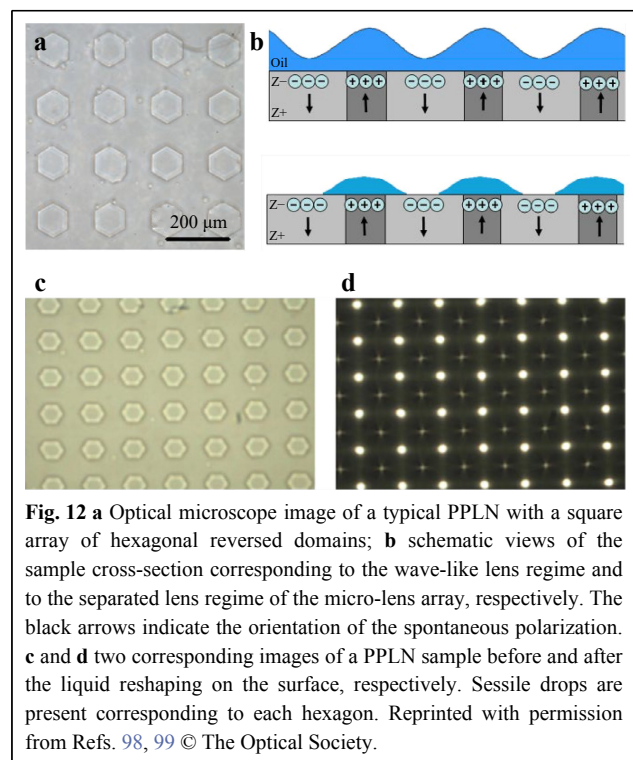 a
b
200 μm
Oil
Z−
Z+
−−− +++ −−− +++ −−− +++
Z−
Z+
−−− +++ −−− +++ −−− +++
c
d
Fig. 12 a Optical microscope image of a typical PPLN with a square
array of hexagonal reversed domains; b schematic views of the
sample cross-section corresponding to the wave-like lens regime and
to the separated lens regime of the micro-lens array, respectively. The
black arrows indicate the orientation of the spontaneous polarization.
c and d two corresponding images of a PPLN sample before and after
the liquid reshaping on the surface, respectively. Sessile drops are
present corresponding to each hexagon. Reprinted with permission
from Refs. 98, 99 © The Optical Society.